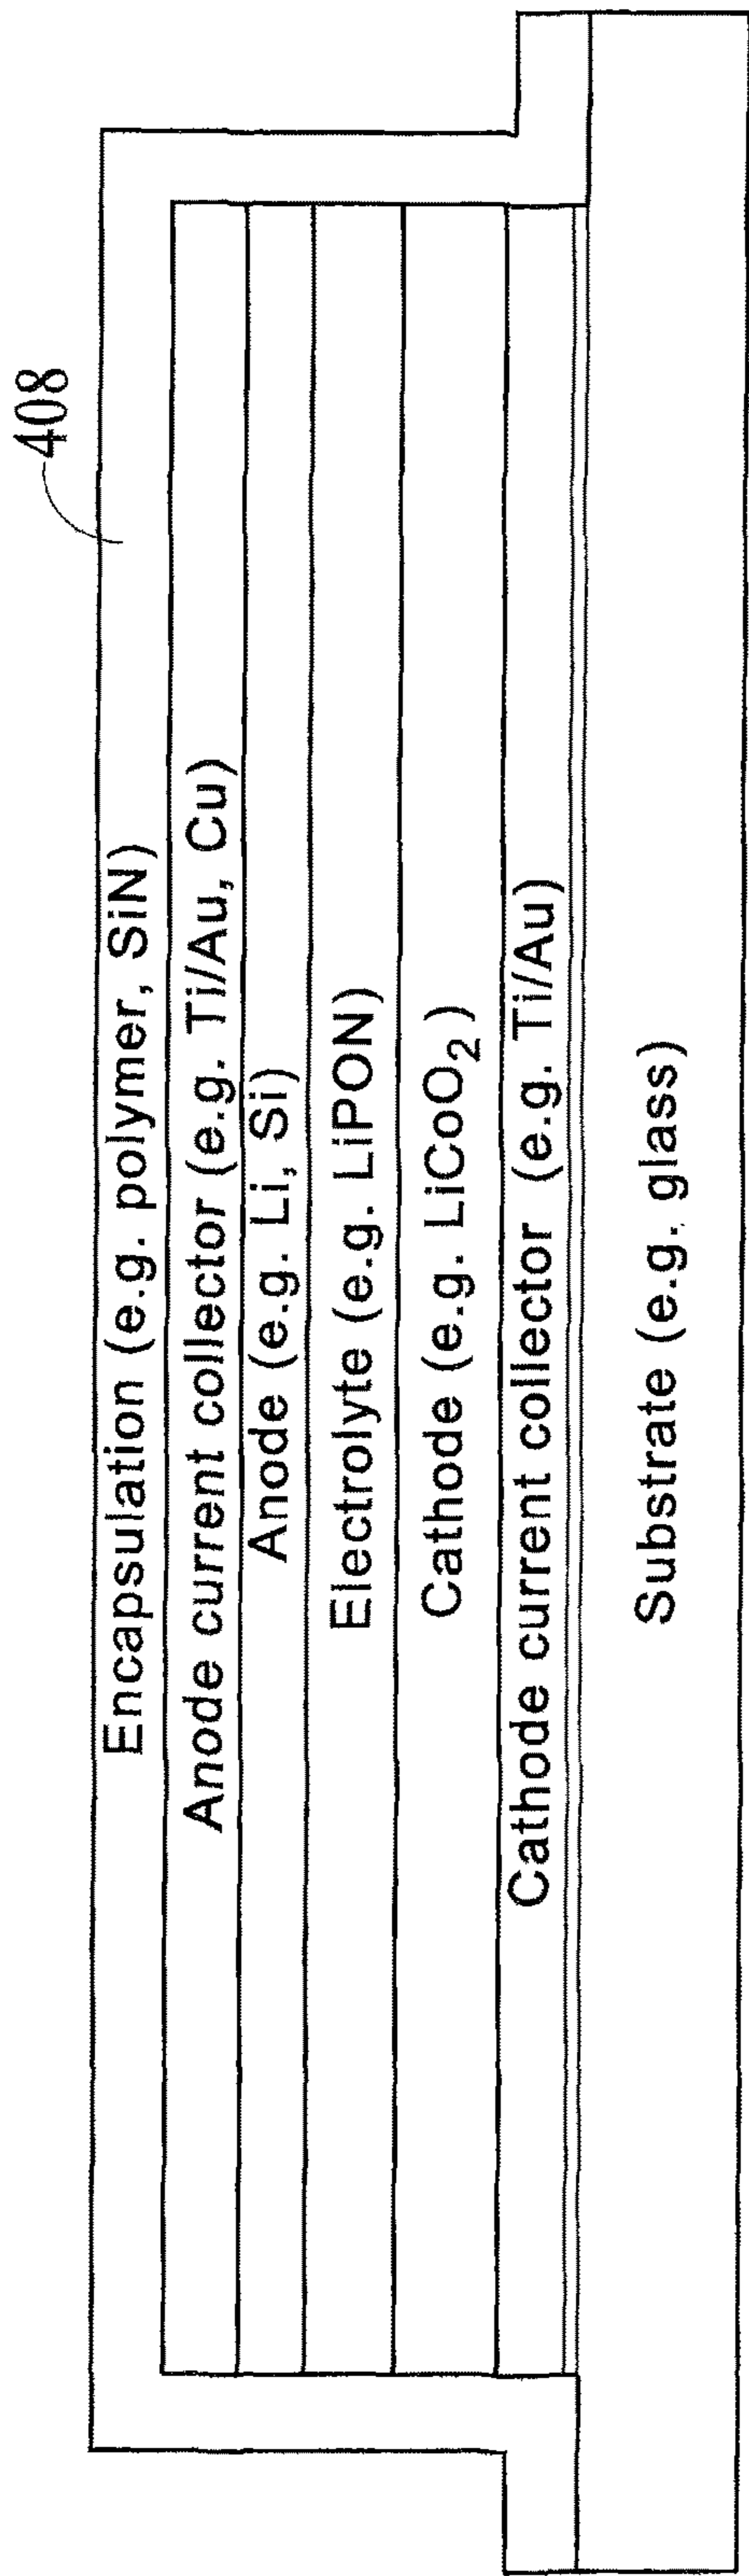 408
Encapsulation (e.g. polymer, SiN)
Anode current collector (e.g. Ti/Au, Cu)
Anode (e.g. Li, Si)
Electrolyte (e.g. LiPON)
Cathode (e.g. LiCoO₂ )
Cathode current collector (e.g. Ti/Au)
Substrate (e.g. glass)